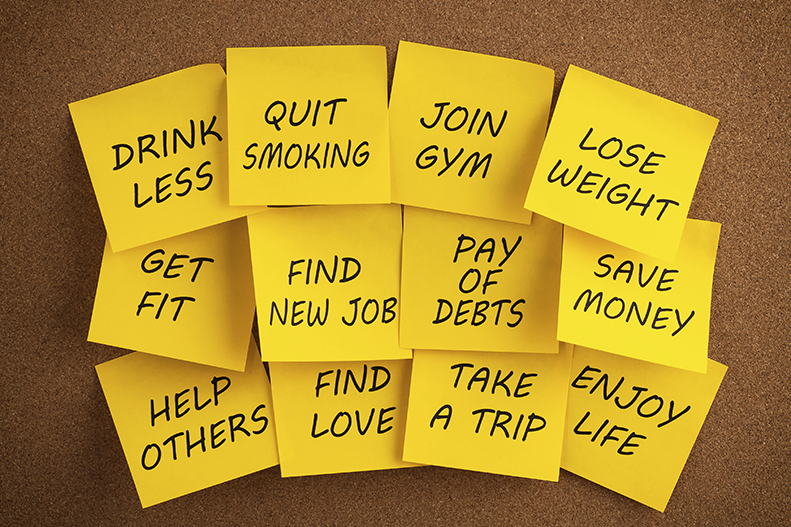 DRINK
LESS
QUIT
SMOKING
JOIN
GYM
LOSE
WEIGHT
GET
FIT
FIND
NEW JOB
PAY
OF
DEBTS
SAVE
MONEY
HELP
OTHERS
FIND
LOVE
TAKE
A TRIP
ENJOY
LIFE